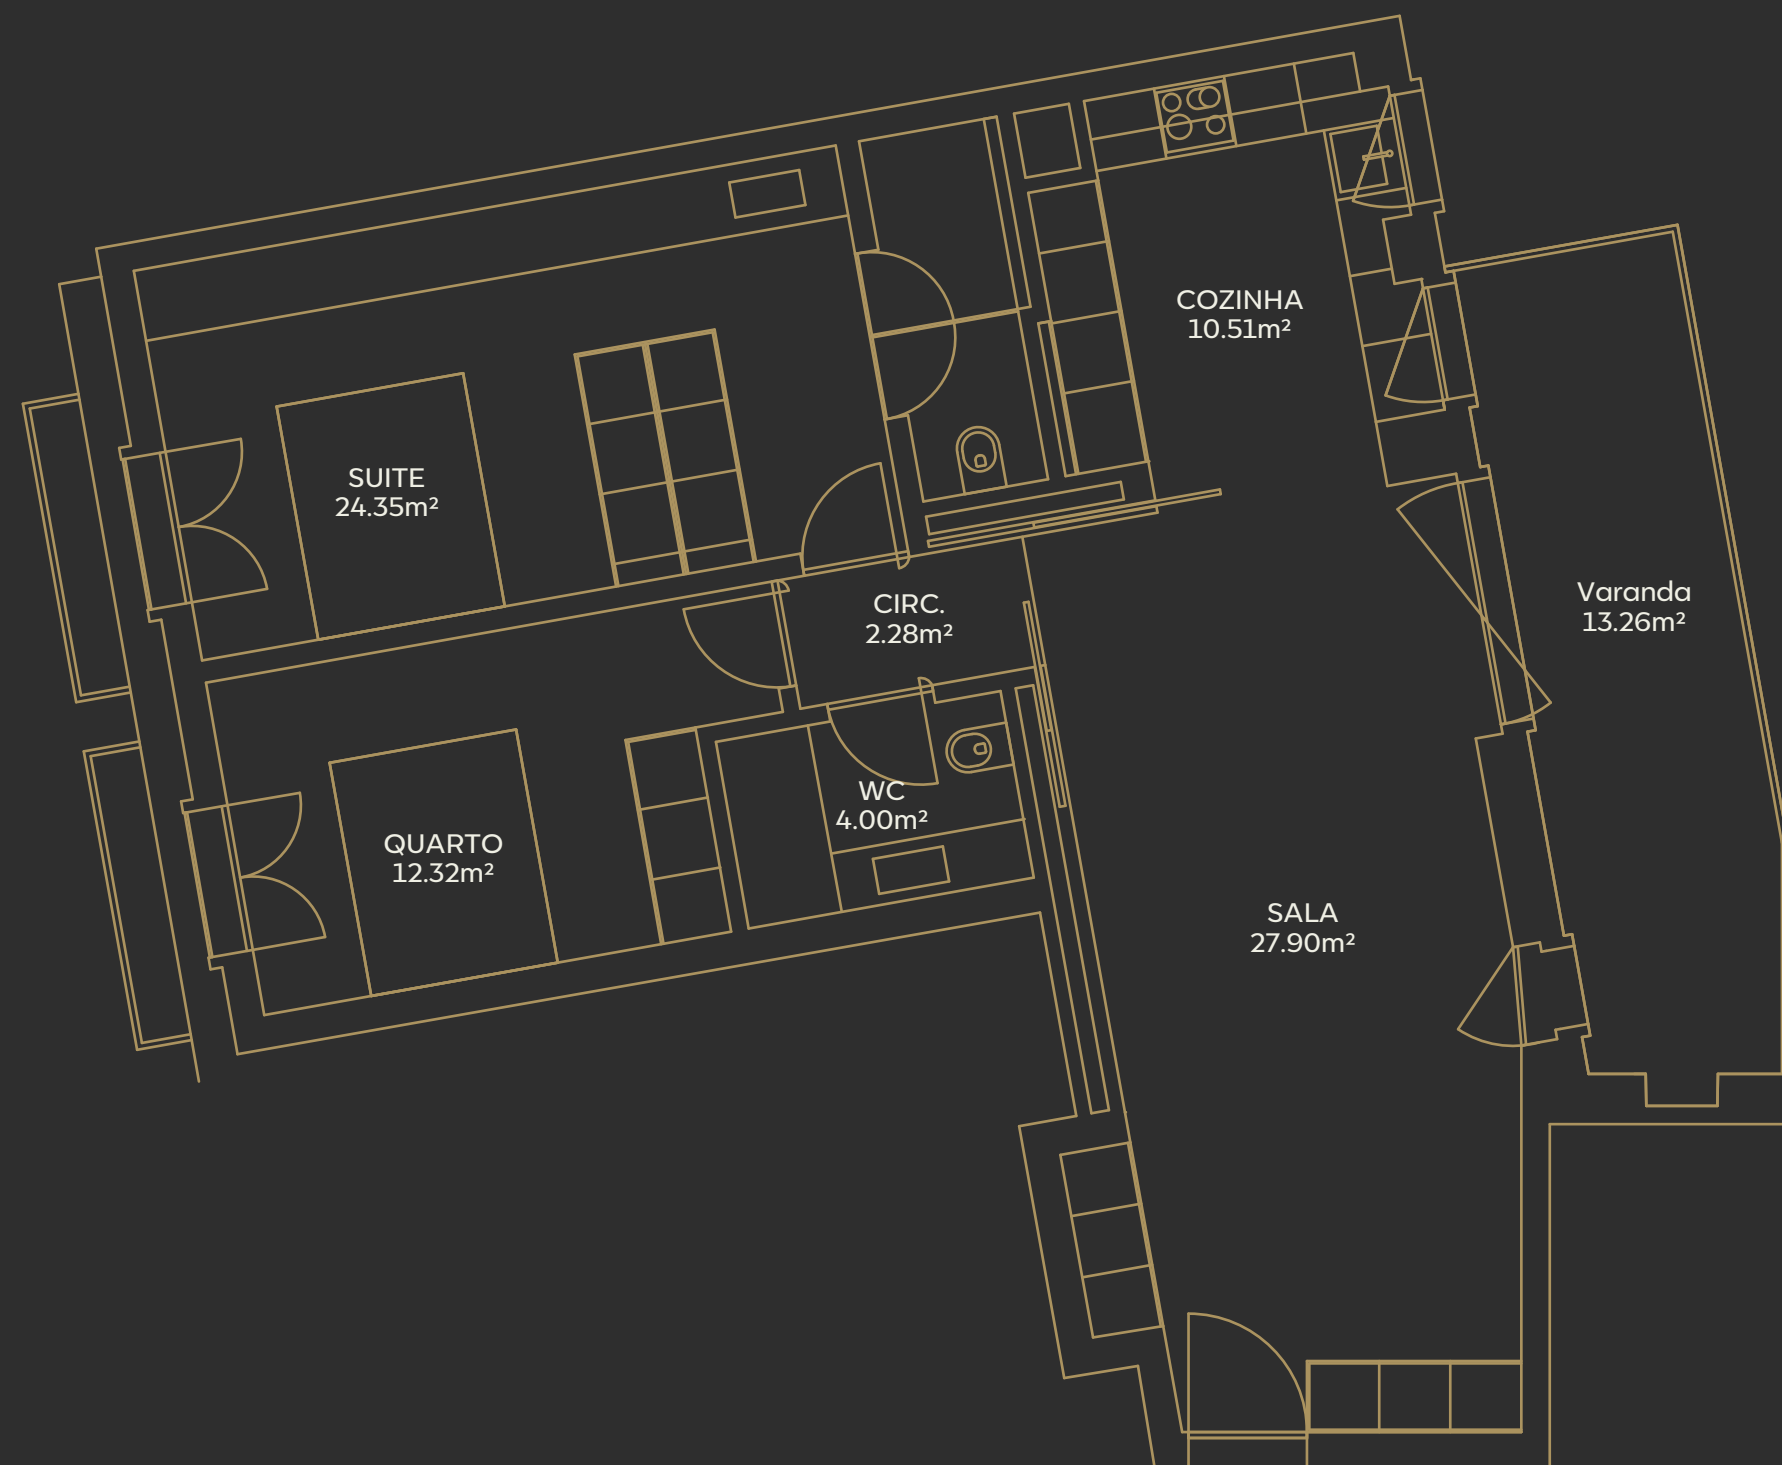 COZINHA
10.51m²
SUITE
24.35m²
CIRC.
2.28m²
Varanda
13.26m²
WC
4.00m²
QUARTO
12.32m²
SALA
27.90m²